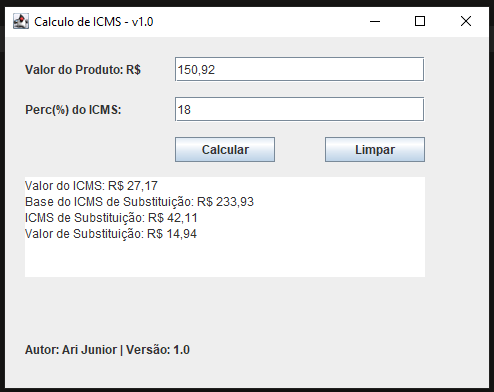 Calculo de ICMS - v1.0
Valor do Produto: R$ 150,92
Perc(%) do ICMS: 18
Calcular Limpar
Valor do ICMS: R$ 27,17
Base do ICMS de Substituição: R$ 233,93
ICMS de Substituição: R$ 42,11
Valor de Substituição: R$ 14,94
Autor: Ari Junior | Versão: 1.0